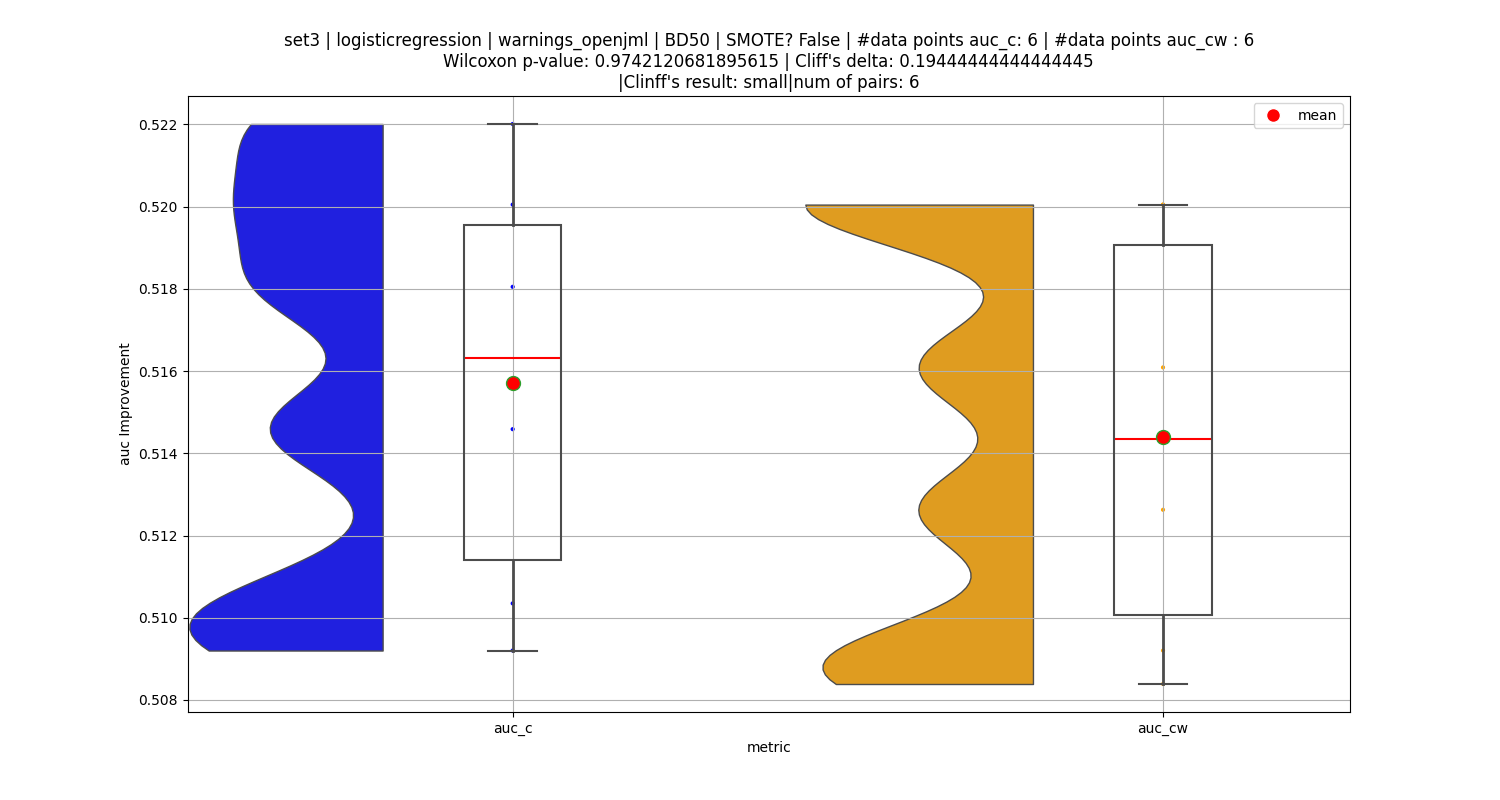 set3 | logisticregression | warnings_openjml | BD50 | SMOTE? False | #data points auc_c: 6 | #data points auc_cw : 6
Wilcoxon p-value: 0.9742120681895615 | Cliff's delta: 0.19444444444444445
|Clinff's result: small|num of pairs: 6
mean
0.522
0.520
0.518
0.516
0.514
0.512
0.510
0.508
auc Improvement
auc_c
auc_cw
metric